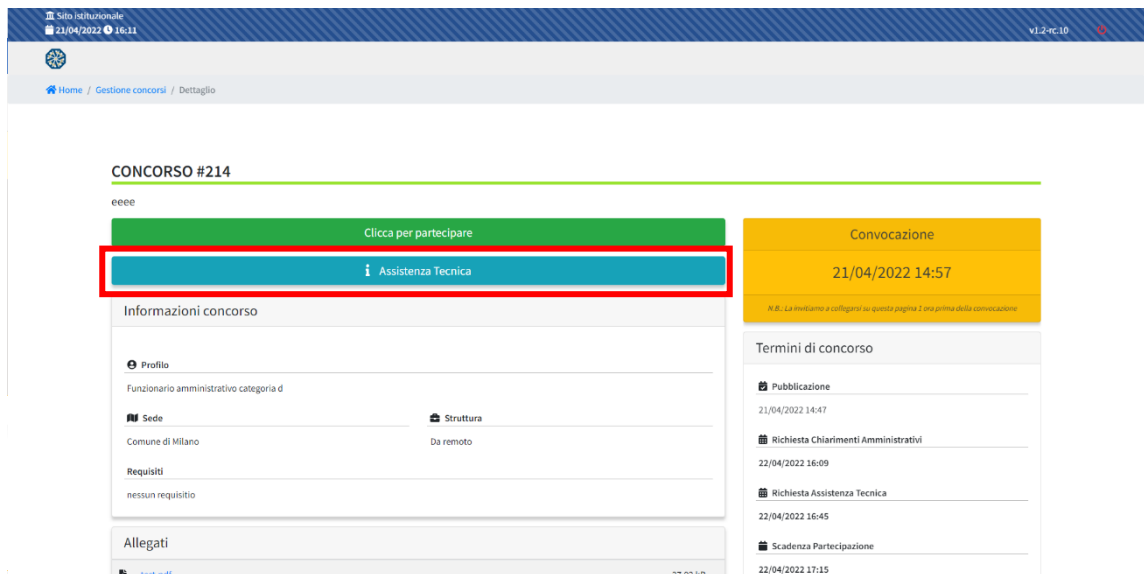 Sito istituzionale
21/04/2022 16:11
v1.2-rc.10
Home / Gestione concorsi / Dettaglio
CONCORSO #214
eeee
Clicca per partecipare
Assistenza Tecnica
Informazioni concorso
Profilo
Funzionario amministrativo categoria d
Sede
Struttura
Comune di Milano
Da remoto
Requisiti
nessun requisitio
Allegati
Convocazione
21/04/2022 14:57
N.B.: La invitiamo a collegarsi su questa pagina 1 ora prima della convocazione
Termini di concorso
Pubblicazione
21/04/2022 14:47
Richiesta Chiarimenti Amministrativi
22/04/2022 16:09
Richiesta Assistenza Tecnica
22/04/2022 16:45
Scadenza Partecipazione
22/04/2022 17:15